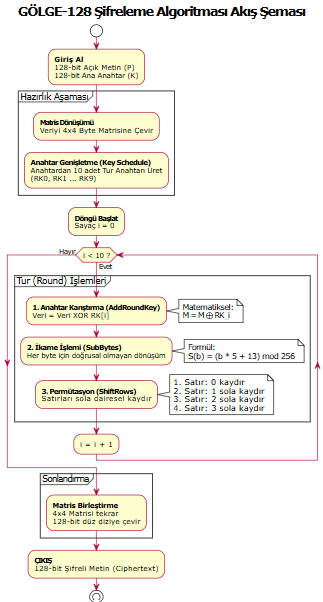 GÖLGE-128 Şifreleme Algoritması Akış Şeması
Giriş Al
128-bit Açık Metin (P)
128-bit Ana Anahtar (K)
Hazırlık Aşaması
Matris Dönüşümü
Veriyi 4x4 Byte Matrisine Çevir
Anahtar Genişletme (Key Schedule)
Anahtardan 10 adet Tur Anahtarı Üret
(RK0, RK1 ... RK9)
Döngü Başlat
Sayaç i = 0
i < 10 ?
Hayır
Evet
Tur (Round) İşlemleri
1. Anahtar Karıştırma (AddRoundKey)
Veri = Veri XOR RK[i]
Matematiksel:
M = M ⊕ RK_i
2. İkame İşlemi (SubBytes)
Her byte için doğrusal olmayan dönüşüm
Formül:
S(b) = (b * 5 + 13) mod 256
3. Permütasyon (ShiftRows)
Satırları sola dairesel kaydır
1. Satır: 0 kaydır
2. Satır: 1 sola kaydır
3. Satır: 2 sola kaydır
4. Satır: 3 sola kaydır
i = i + 1
Sonlandırma
Matris Birleştirme
4x4 Matrisi tekrar
128-bit düz diziye çevir
ÇIKIŞ
128-bit Şifreli Metin (Ciphertext)